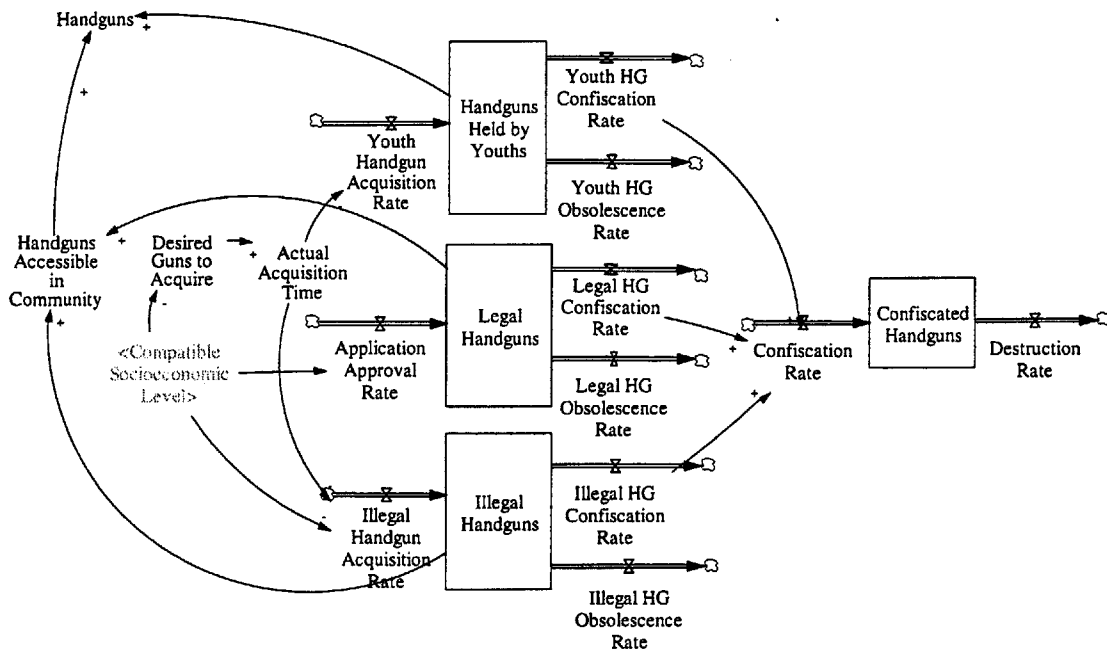 Handguns
+
+
Youth HG
Confiscation
Rate
Handguns
Held by
Youths
Youth
Handgun
Acquisition
Rate
Youth HG
Obsolescence
Rate
Handguns
Accessible
in
Community
+
+
Desired
Guns to
Acquire
-
+
Actual
Acquisition
Time
Legal
Handguns
Legal HG
Confiscation
Rate
Legal HG
Obsolescence
Rate
Application
Approval
Rate
<Compatible
Socioeconomic
Level>
+
+
+
Confiscation
Rate
Confiscated
Handguns
Destruction
Rate
Illegal
Handguns
Illegal HG
Confiscation
Rate
-
Illegal
Handgun
Acquisition
Rate
Illegal HG
Obsolescence
Rate